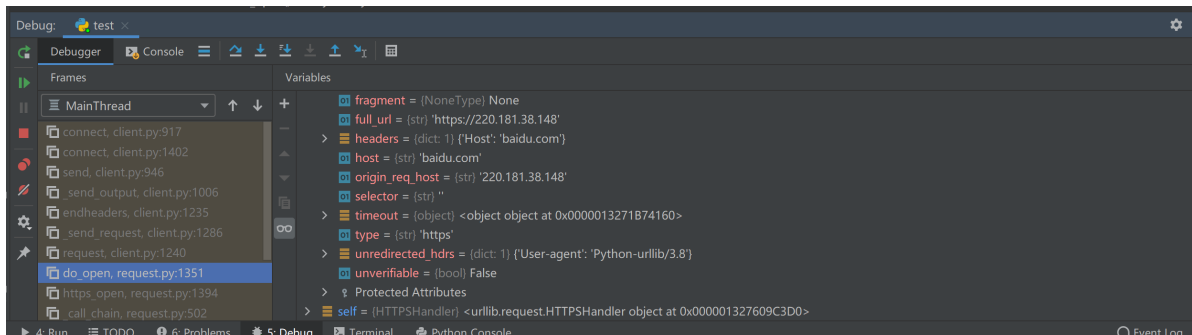 Debug: test
Debugger Console
Frames Variables
MainThread
connect, client.py:917
connect, client.py:1402
send, client.py:946
_send_output, client.py:1006
endheaders, client.py:1235
_send_request, client.py:1286
request, client.py:1240
do_open, request.py:1351
https_open, request.py:1394
_call_chain, request.py:502
fragment = {NoneType} None
full_url = {str} 'https://220.181.38.148'
headers = {dict: 1} {'Host': 'baidu.com'}
host = {str} 'baidu.com'
origin_req_host = {str} '220.181.38.148'
selector = {str} ''
timeout = {object} <object object at 0x0000013271B74160>
type = {str} 'https'
unredirected_hdrs = {dict: 1} {'User-agent': 'Python-urllib/3.8'}
unverifiable = {bool} False
Protected Attributes
self = {HTTPSHandler} <urllib.request.HTTPSHandler object at 0x000001327609C3D0>
4: Run TODO 6: Problems 5: Debug Terminal Python Console Event Log